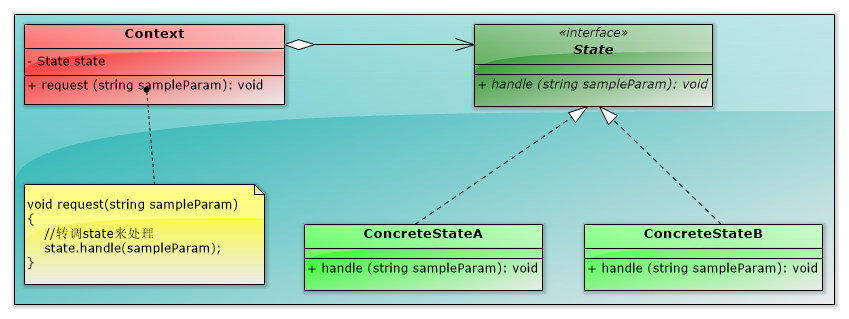 Context
- State state
+ request (string sampleParam): void
«interface»
State
+ handle (string sampleParam): void
void request(string sampleParam)
{
//转调state来处理
state.handle(sampleParam);
}
ConcreteStateA
+ handle (string sampleParam): void
ConcreteStateB
+ handle (string sampleParam): void